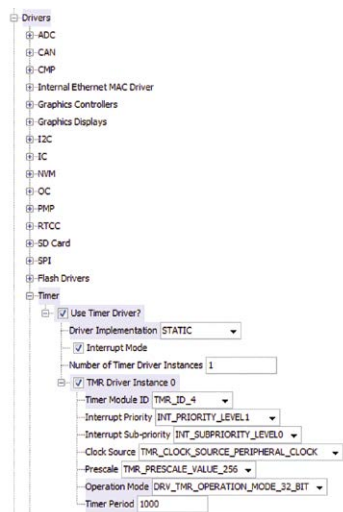 Drivers
ADC
CAN
CMP
Internal Ethernet MAC Driver
Graphics Controllers
Graphics Displays
I2C
IC
NVM
OC
PMP
RTCC
SD Card
SPI
Flash Drivers
Timer
Use Timer Driver?
Driver Implementation STATIC
Interrupt Mode
Number of Timer Driver Instances 1
TMR Driver Instance 0
Timer Module ID TMR_ID_4
Interrupt Priority INT_PRIORITY_LEVEL1
Interrupt Sub-priority INT_SUBPRIORITY_LEVEL0
Clock Source TMR_CLOCK_SOURCE_PERIPHERAL_CLOCK
Prescale TMR_PRESCALE_VALUE_256
Operation Mode DRV_TMR_OPERATION_MODE_32_BIT
Timer Period 1000